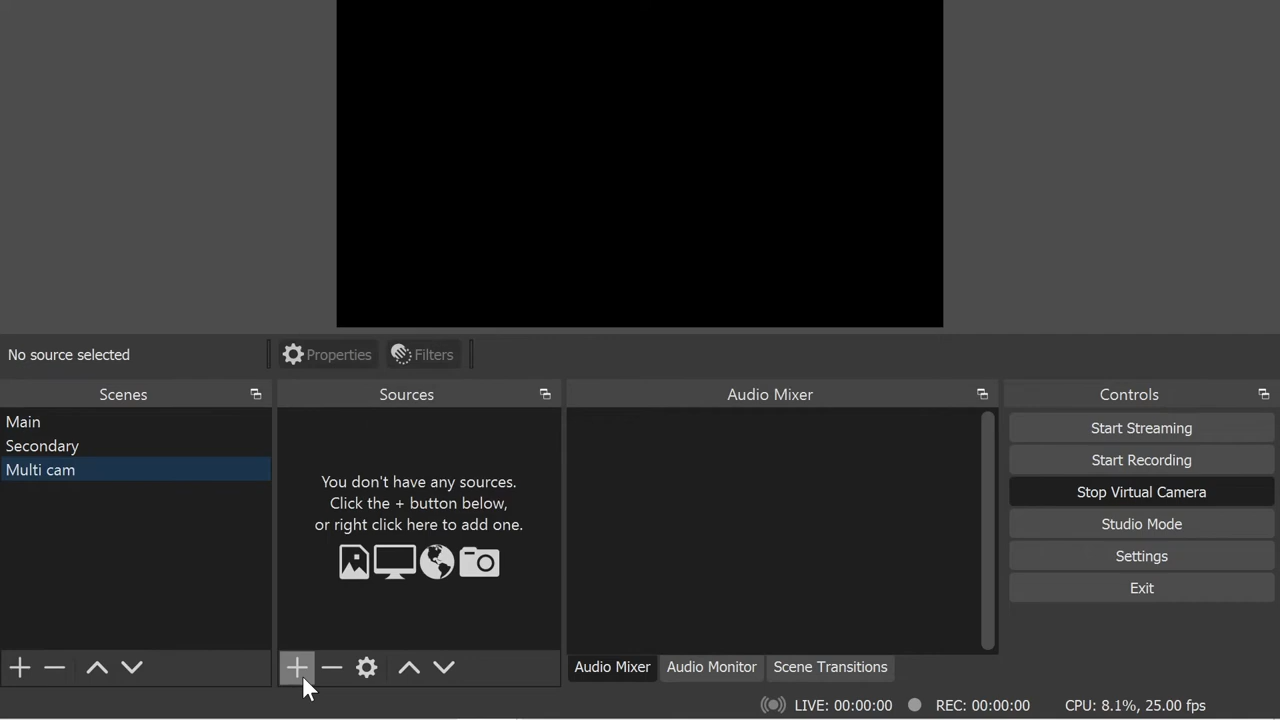 No source selected
Properties
Filters
Scenes
Sources
Audio Mixer
Controls
Main
Secondary
Multi cam
You don't have any sources.
Click the + button below,
or right click here to add one.
Start Streaming
Start Recording
Stop Virtual Camera
Studio Mode
Settings
Exit
Audio Mixer
Audio Monitor
Scene Transitions
LIVE: 00:00:00
REC: 00:00:00
CPU: 8.1%, 25.00 fps